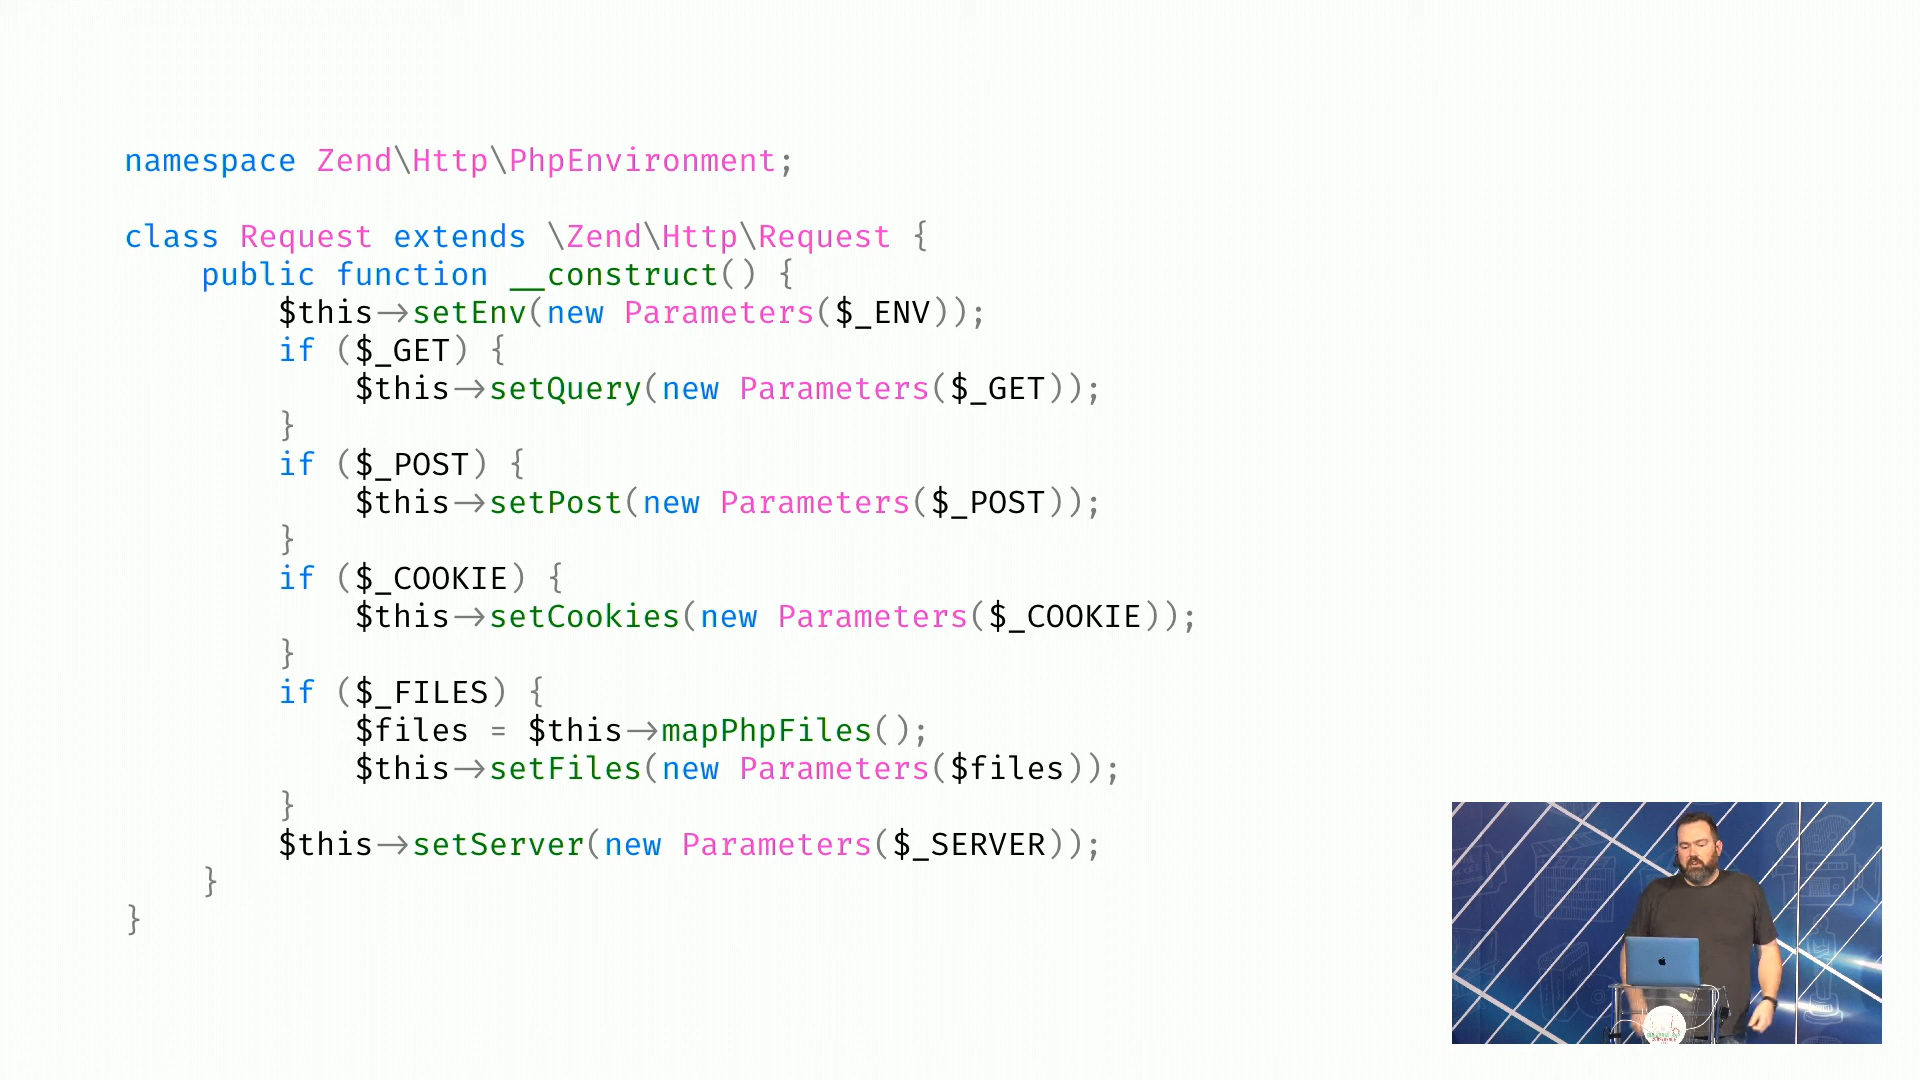 namespace Zend\Http\PhpEnvironment;
class Request extends \Zend\Http\Request {
public function __construct() {
$this->setEnv(new Parameters($_ENV));
if ($_GET) {
$this->setQuery(new Parameters($_GET));
}
if ($_POST) {
$this->setPost(new Parameters($_POST));
}
if ($_COOKIE) {
$this->setCookies(new Parameters($_COOKIE));
}
if ($_FILES) {
$files = $this->mapPhpFiles();
$this->setFiles(new Parameters($files));
}
$this->setServer(new Parameters($_SERVER));
}
}